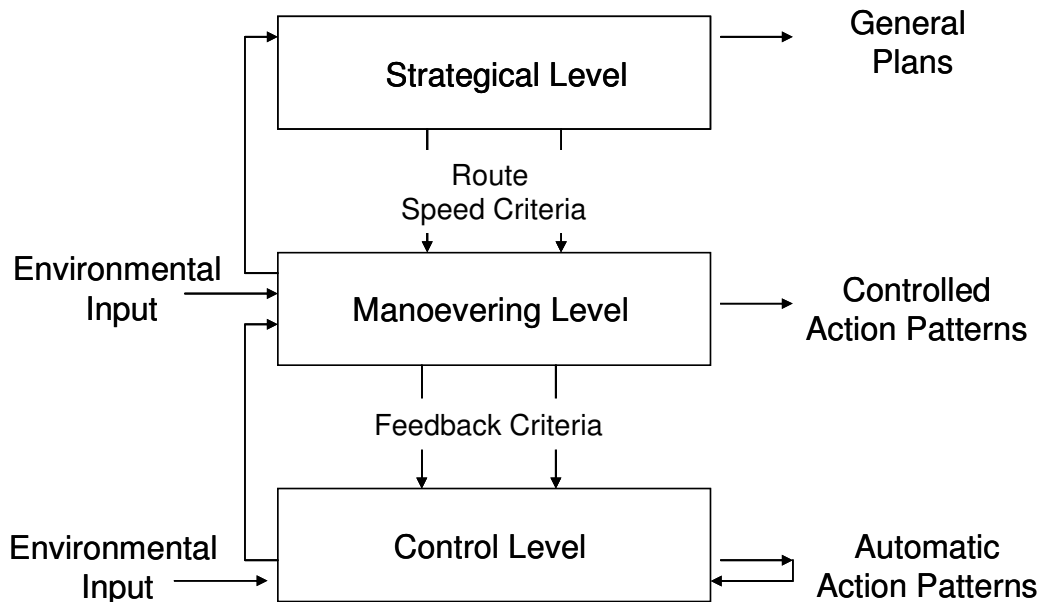 Strategical Level
General
Plans
Route
Speed Criteria
Environmental
Input
Manoevering Level
Controlled
Action Patterns
Feedback Criteria
Environmental
Input
Control Level
Automatic
Action Patterns